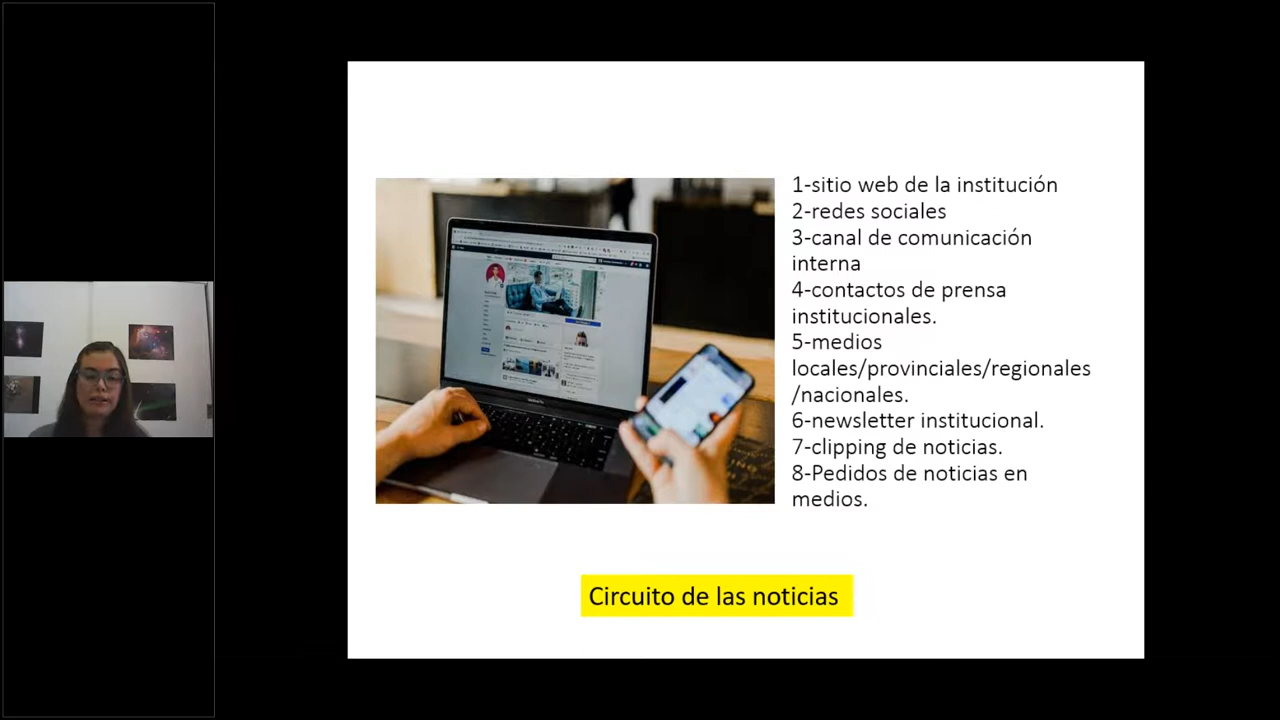 1-sitio web de la institución
2-redes sociales
3-canal de comunicación
interna
4-contactos de prensa
institucionales.
5-medios
locales/provinciales/regionales
/nacionales.
6-newsletter institucional.
7-clipping de noticias.
8-Pedidos de noticias en
medios.
Circuito de las noticias